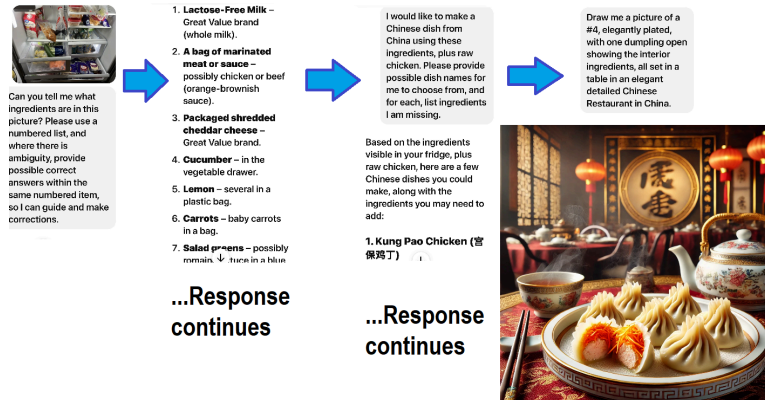 Can you tell me what
ingredients are in this
picture? Please use a
numbered list, and
where there is
ambiguity, provide
possible correct
answers within the
same numbered item,
so I can guide and make
corrections.
1. Lactose-Free Milk –
Great Value brand
(whole milk).
2. A bag of marinated
meat or sauce –
possibly chicken or beef
(orange-brownish
sauce).
3. Packaged shredded
cheddar cheese –
Great Value brand.
4. Cucumber – in the
vegetable drawer.
5. Lemon – several in a
plastic bag.
6. Carrots – baby carrots
in a bag.
7. Salad greens – possibly
in a blue
...Response
continues
I would like to make a
Chinese dish from
China using these
ingredients, plus raw
chicken. Please provide
possible dish names for
me to choose from, and
for each, list ingredients
I am missing.
Based on the ingredients
visible in your fridge, plus
raw chicken, here are a few
Chinese dishes you could
make, along with the
ingredients you may need to
add:
1. Kung Pao Chicken (宫
保鸡丁)
...Response
continues
Draw me a picture of a
#4, elegantly plated,
with one dumpling open
showing the interior
ingredients, all set in a
table in an elegant
detailed Chinese
Restaurant in China.